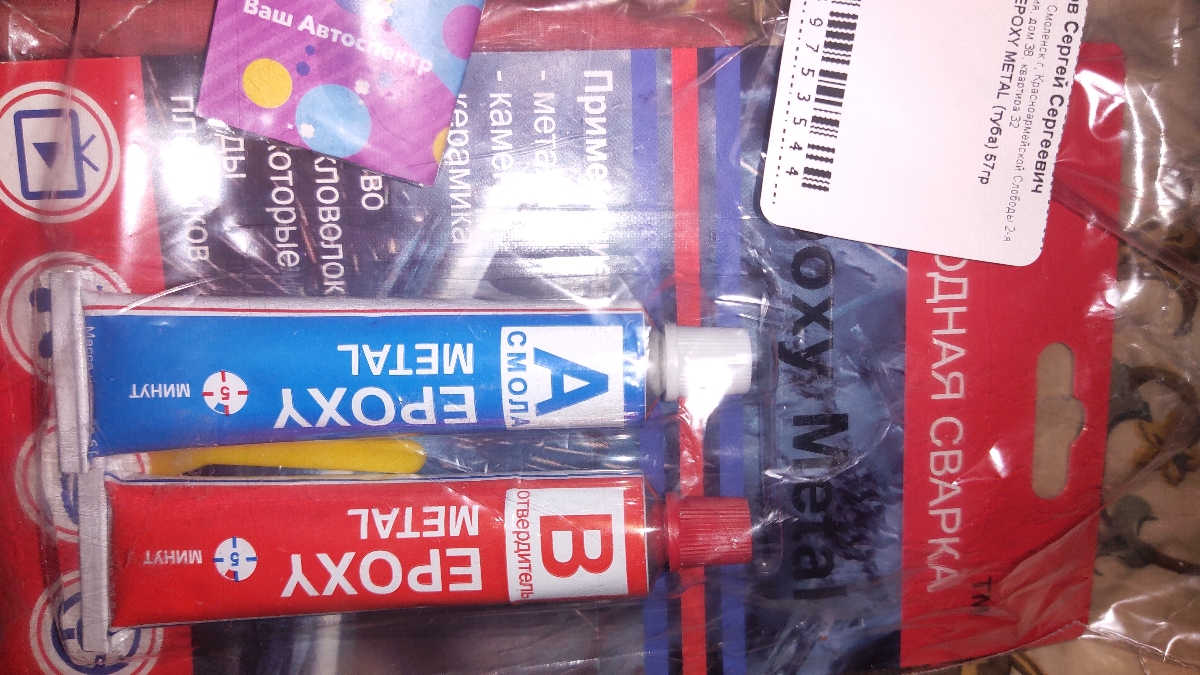 Ваш Автоспектр
ов Сергей Сергеевич
Смоленск г, Красноармейской Слободы 2-я
дом 38, квартира 32
EPOXY METAL (туба) 57гр
9753544
ОДНАЯ СВАРКА
TM
oxy Metal
Приме
- мета
- камен
керамика
во
кловолок
которые
ды
пл
ков
А
СМОЛА
EPOXY
METAL
5
МИНУТ
B
отвердитель
EPOXY
METAL
5
МИНУТ